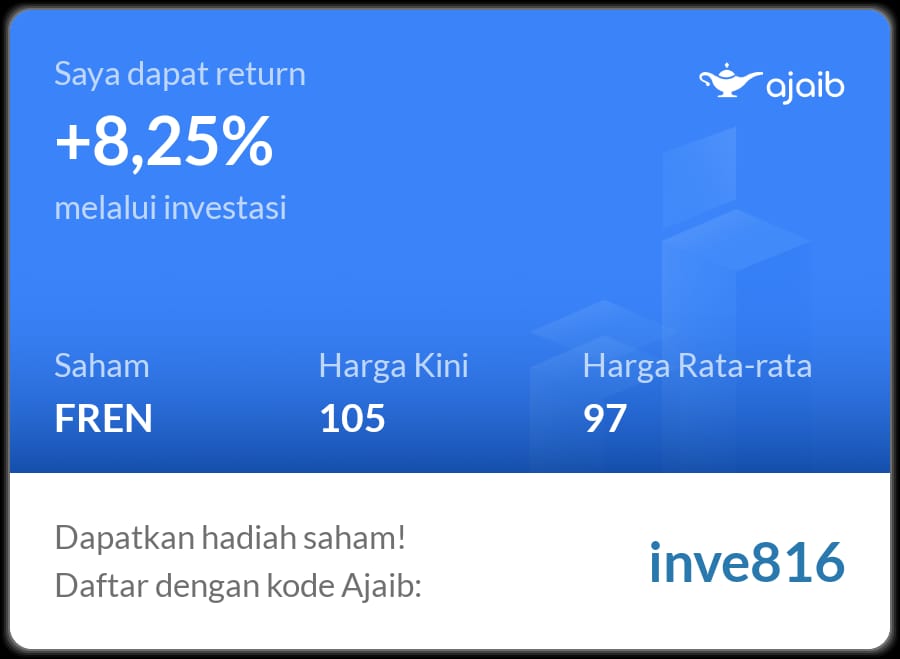 Saya dapat return
ajaib
+8,25%
melalui investasi
Saham
Harga Kini
Harga Rata-rata
FREN
105
97
Dapatkan hadiah saham!
Daftar dengan kode Ajaib:
inve816